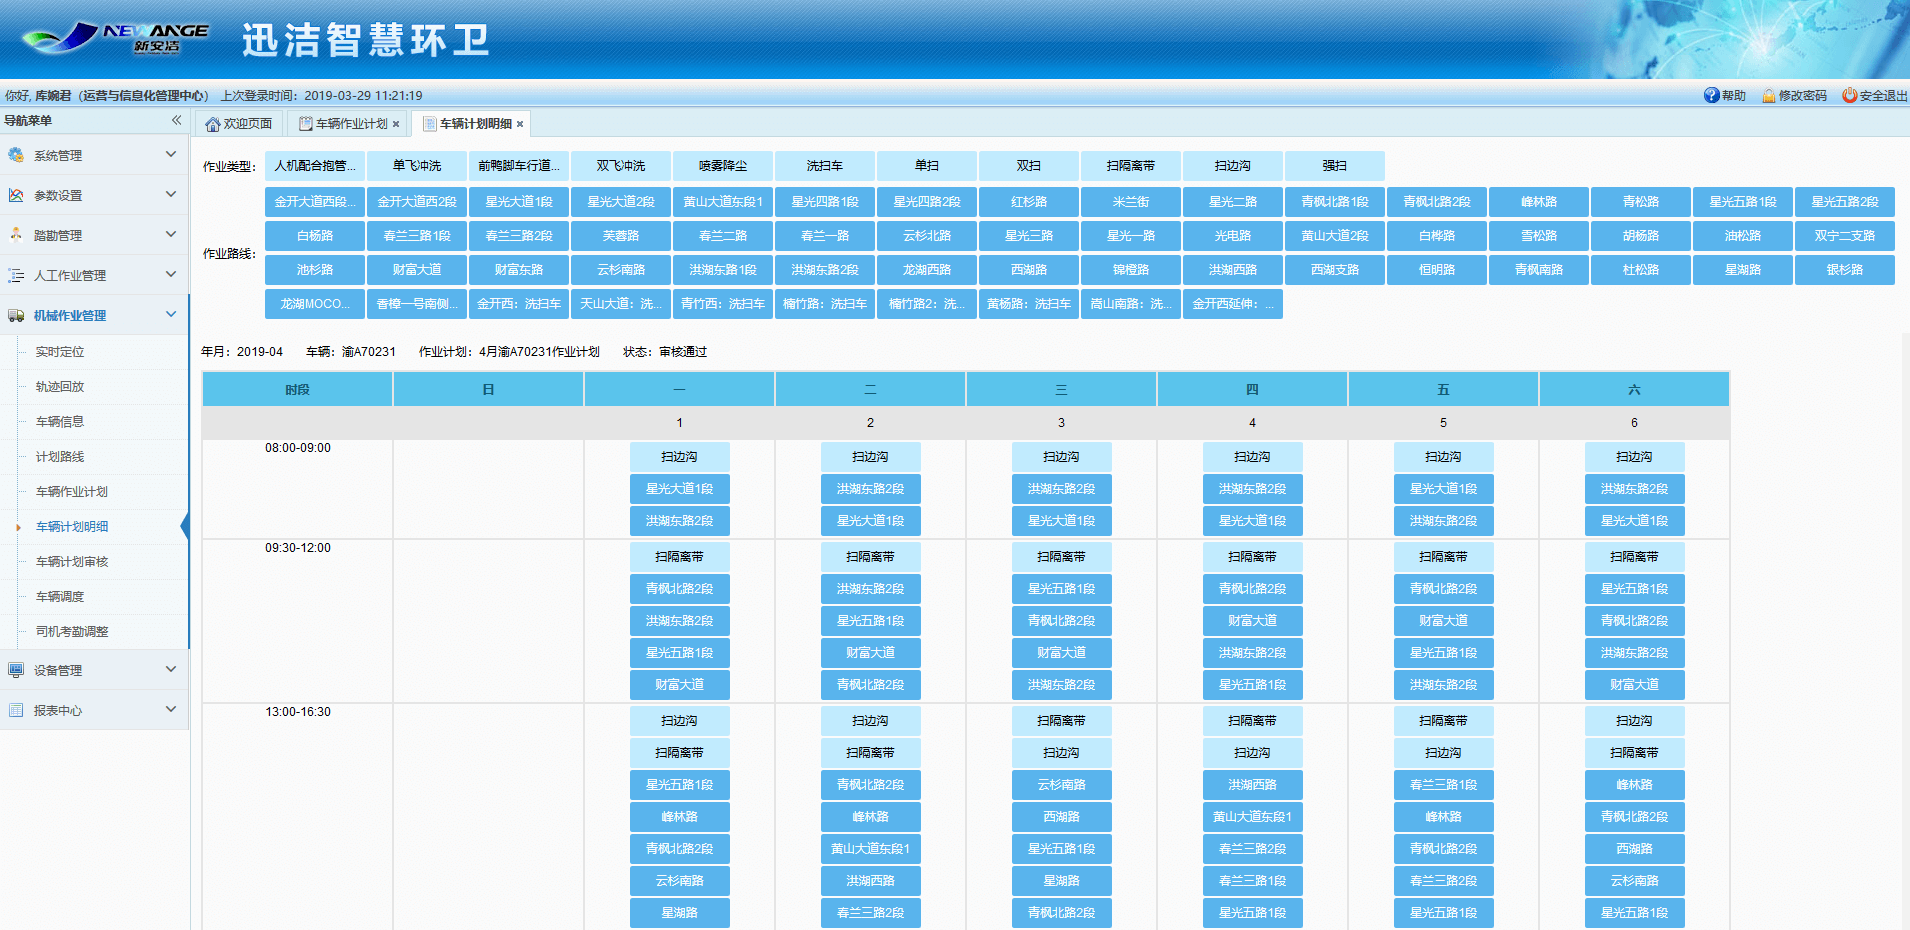 NEWANGE 新安洁 迅洁智慧环卫
你好, 库婉君（运营与信息化管理中心） 上次登录时间：2019-03-29 11:21:19 帮助 修改密码 安全退出
导航菜单
系统管理
参数设置
踏勘管理
人工作业管理
机械作业管理
实时定位
轨迹回放
车辆信息
计划路线
车辆作业计划
车辆计划明细
车辆计划审核
车辆调度
司机考勤调整
设备管理
报表中心
欢迎页面 车辆作业计划 车辆计划明细
作业类型： 人机配合抱管... 单飞冲洗 前鸭脚车行道... 双飞冲洗 喷雾降尘 洗扫车 单扫 双扫 扫隔离带 扫边沟 强扫
作业路线：
金开大道西段... 金开大道西2段 星光大道1段 星光大道2段 黄山大道东段1 星光四路1段 星光四路2段 红杉路 米兰街 星光二路 青枫北路1段 青枫北路2段 峰林路 青松路 星光五路1段 星光五路2段
白杨路 春兰三路1段 春兰三路2段 芙蓉路 春兰二路 春兰一路 云杉北路 星光三路 星光一路 光电路 黄山大道2段 白桦路 雪松路 胡杨路 油松路 双宁二支路
池杉路 财富大道 财富东路 云杉南路 洪湖东路1段 洪湖东路2段 龙湖西路 西湖路 锦橙路 洪湖西路 西湖支路 恒明路 青枫南路 杜松路 星湖路 银杉路
龙湖MOCO... 香樟一号南侧... 金开西：洗扫车 天山大道：洗... 青竹西：洗扫车 楠竹路：洗扫车 楠竹路2：洗... 黄杨路：洗扫车 嵩山南路：洗... 金开西延伸：...
年月：2019-04 车辆：渝A70231 作业计划：4月渝A70231作业计划 状态：审核通过
时段 日 一 二 三 四 五 六
1 2 3 4 5 6
08:00-09:00 扫边沟 扫边沟 扫边沟 扫边沟 扫边沟 扫边沟
星光大道1段 洪湖东路2段 洪湖东路2段 洪湖东路2段 星光大道1段 洪湖东路2段
洪湖东路2段 星光大道1段 星光大道1段 星光大道1段 洪湖东路2段 星光大道1段
09:30-12:00 扫隔离带 扫隔离带 扫隔离带 扫隔离带 扫隔离带 扫隔离带
青枫北路2段 洪湖东路2段 星光五路1段 青枫北路2段 青枫北路2段 星光五路1段
洪湖东路2段 星光五路1段 青枫北路2段 财富大道 财富大道 青枫北路2段
星光五路1段 财富大道 财富大道 洪湖东路2段 星光五路1段 洪湖东路2段
财富大道 青枫北路2段 洪湖东路2段 星光五路1段 洪湖东路2段 财富大道
13:00-16:30 扫边沟 扫边沟 扫隔离带 扫隔离带 扫隔离带 扫边沟
扫隔离带 扫隔离带 扫边沟 扫边沟 扫边沟 扫隔离带
星光五路1段 青枫北路2段 云杉南路 洪湖西路 春兰三路1段 峰林路
峰林路 峰林路 西湖路 黄山大道东段1 峰林路 青枫北路2段
青枫北路2段 黄山大道东段1 星光五路1段 春兰三路2段 青枫北路2段 西湖路
云杉南路 洪湖西路 星湖路 春兰三路1段 春兰三路2段 云杉南路
星湖路 春兰三路2段 青枫北路2段 星光五路1段 星光五路1段 星光五路1段